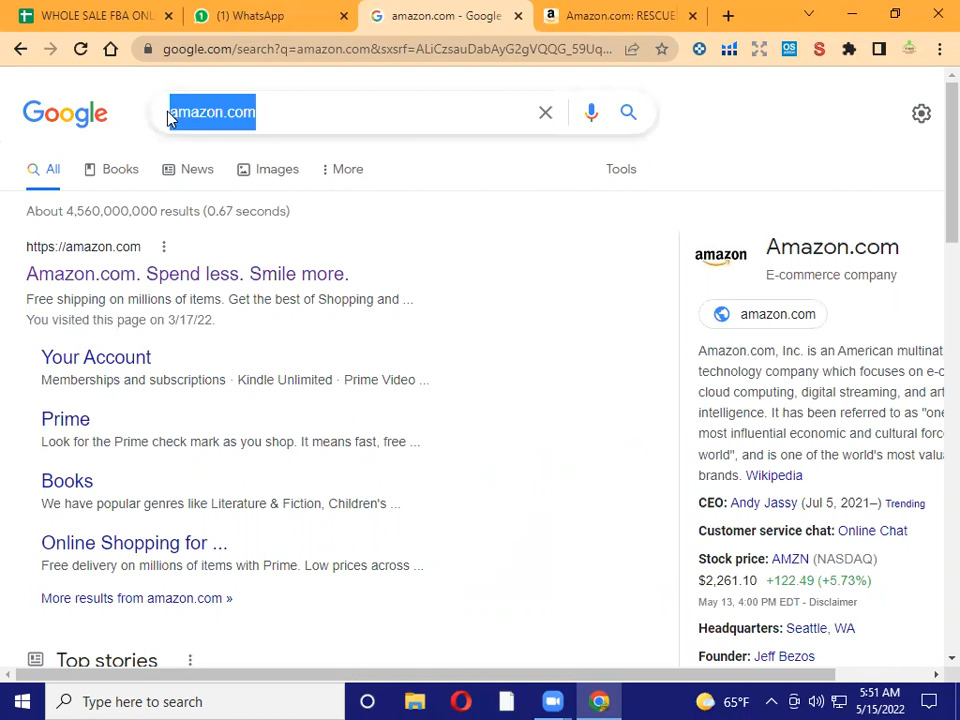 WHOLE SALE FBA ONL
(1) WhatsApp
amazon.com - Google
Amazon.com: RESCUE
google.com/search?q=amazon.com&sxsrf=ALiCzsauDabAyG2gVQQG_59Uq...
Google
amazon.com
All
Books
News
Images
More
Tools
About 4,560,000,000 results (0.67 seconds)
https://amazon.com
Amazon.com. Spend less. Smile more.
Free shipping on millions of items. Get the best of Shopping and ...
You visited this page on 3/17/22.
Your Account
Memberships and subscriptions · Kindle Unlimited · Prime Video ...
Prime
Look for the Prime check mark as you shop. It means fast, free ...
Books
We have popular genres like Literature & Fiction, Children's ...
Online Shopping for ...
Free delivery on millions of items with Prime. Low prices across ...
More results from amazon.com »
Top stories
amazon
Amazon.com
E-commerce company
amazon.com
Amazon.com, Inc. is an American multinat
technology company which focuses on e-c
cloud computing, digital streaming, and art
intelligence. It has been referred to as "one
most influential economic and cultural forc
world", and is one of the world's most valua
brands. Wikipedia
CEO: Andy Jassy (Jul 5, 2021–) Trending
Customer service chat: Online Chat
Stock price: AMZN (NASDAQ)
$2,261.10 +122.49 (+5.73%)
May 13, 4:00 PM EDT - Disclaimer
Headquarters: Seattle, WA
Founder: Jeff Bezos
Type here to search
65°F
5:51 AM
5/15/2022